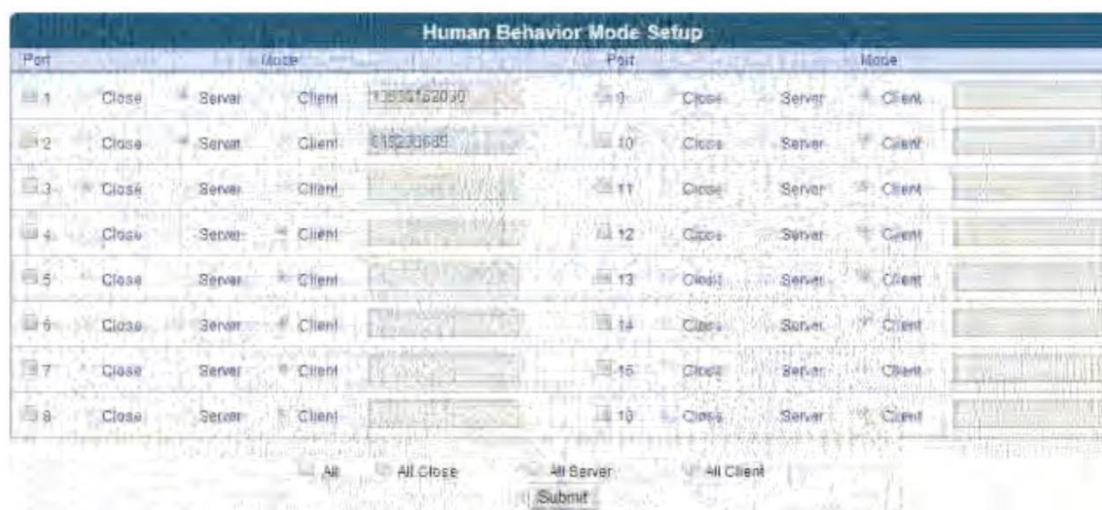 Human Behavior Mode Setup
Port Mode Port Mode
1 Close Server Client 9 Close Server Client
2 Close Server Client 10 Close Server Client
3 Close Server Client 11 Close Server Client
4 Close Server Client 12 Close Server Client
5 Close Server Client 13 Close Server Client
6 Close Server Client 14 Close Server Client
7 Close Server Client 15 Close Server Client
8 Close Server Client 16 Close Server Client
All All Close All Server All Client
Submit